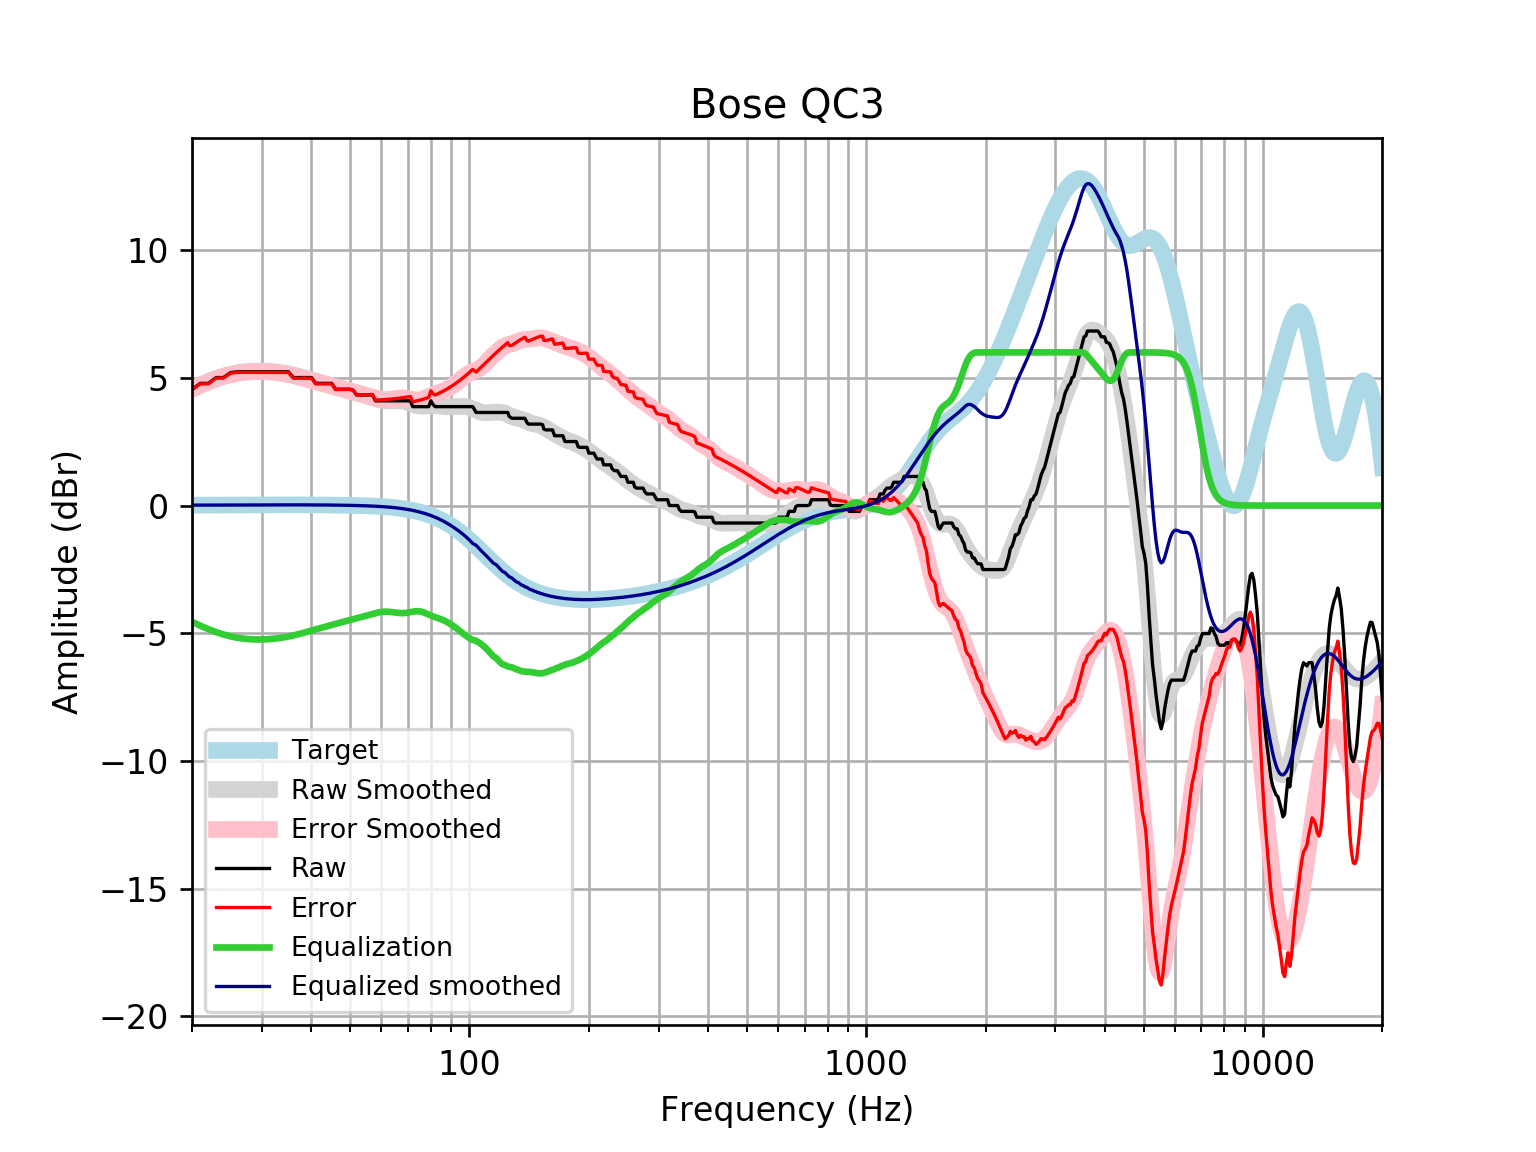 Bose QC3
Amplitude (dBr)
10
5
0
−5
−10
−15
−20
Target
Raw Smoothed
Error Smoothed
Raw
Error
Equalization
Equalized smoothed
100
1000
10000
Frequency (Hz)